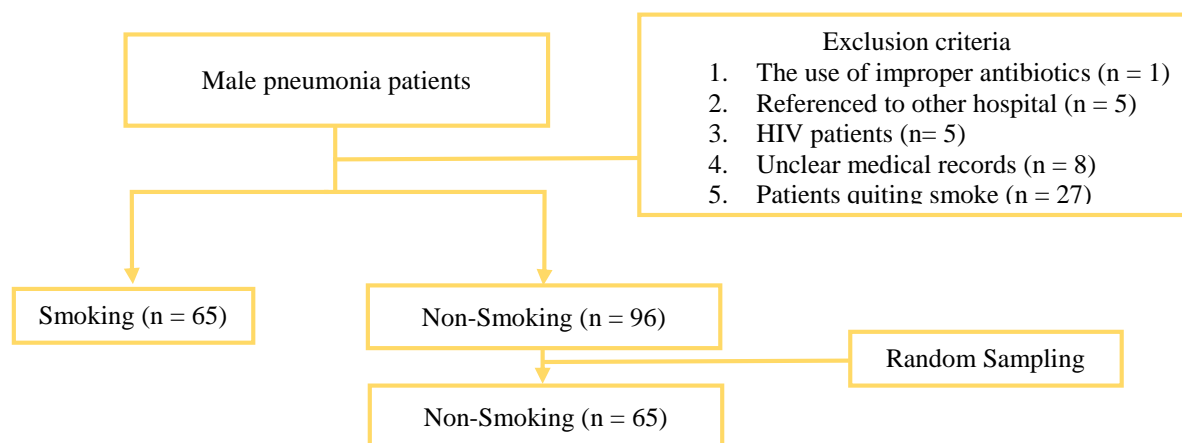 Male pneumonia patients
Exclusion criteria
1. The use of improper antibiotics (n = 1)
2. Referenced to other hospital (n = 5)
3. HIV patients (n= 5)
4. Unclear medical records (n = 8)
5. Patients quiting smoke (n = 27)
Smoking (n = 65)
Non-Smoking (n = 96)
Random Sampling
Non-Smoking (n = 65)